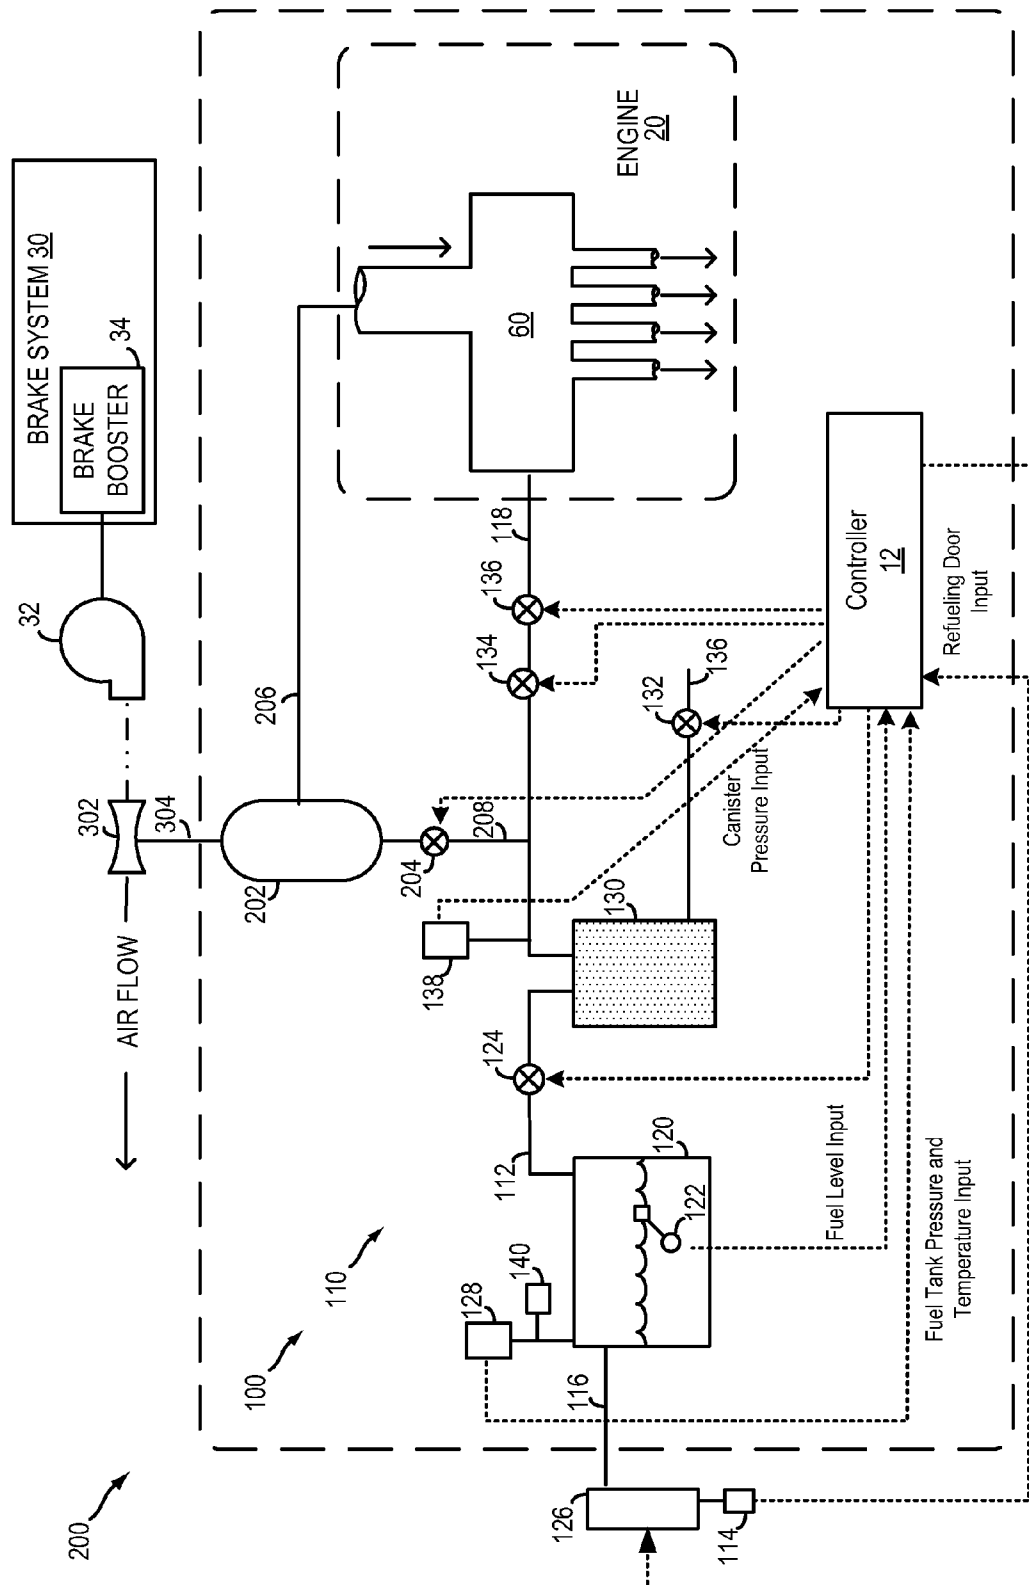 BRAKE SYSTEM 30
BRAKE
BOOSTER
34
32
AIR FLOW
302
304
ENGINE
20
60
206
202
204
208
118
136
134
132
136
138
130
Canister
Pressure Input
Controller
12
Refueling Door
Input
124
112
120
122
Fuel Level Input
Fuel Tank Pressure and
Temperature Input
128
140
110
100
116
126
114
200